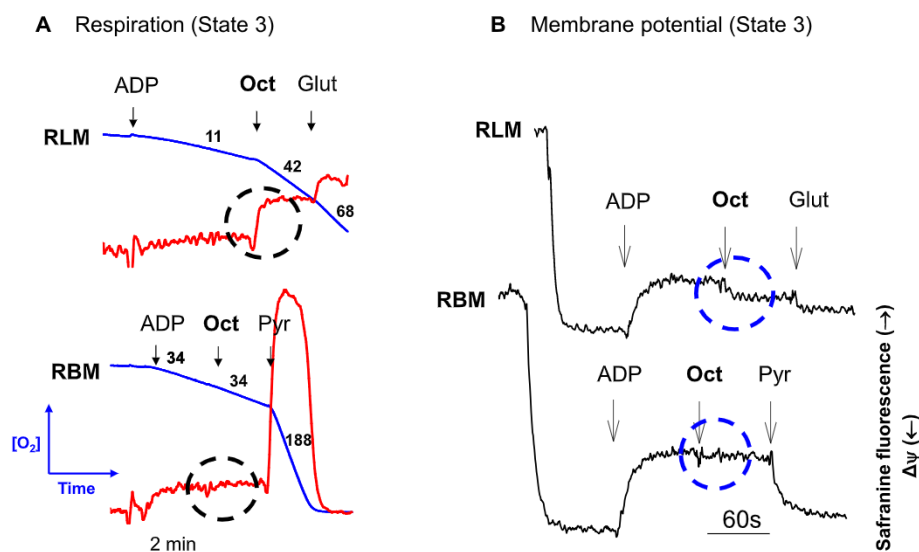 A Respiration (State 3)
ADP
Oct
Glut
RLM
11
42
68
ADP
Oct
Pyr
34
34
RBM
188
[O₂]
Time
2 min
B Membrane potential (State 3)
RLM
ADP
Oct
Glut
RBM
ADP
Oct
Pyr
60s
Safranine fluorescence (→)
Δψ (←)